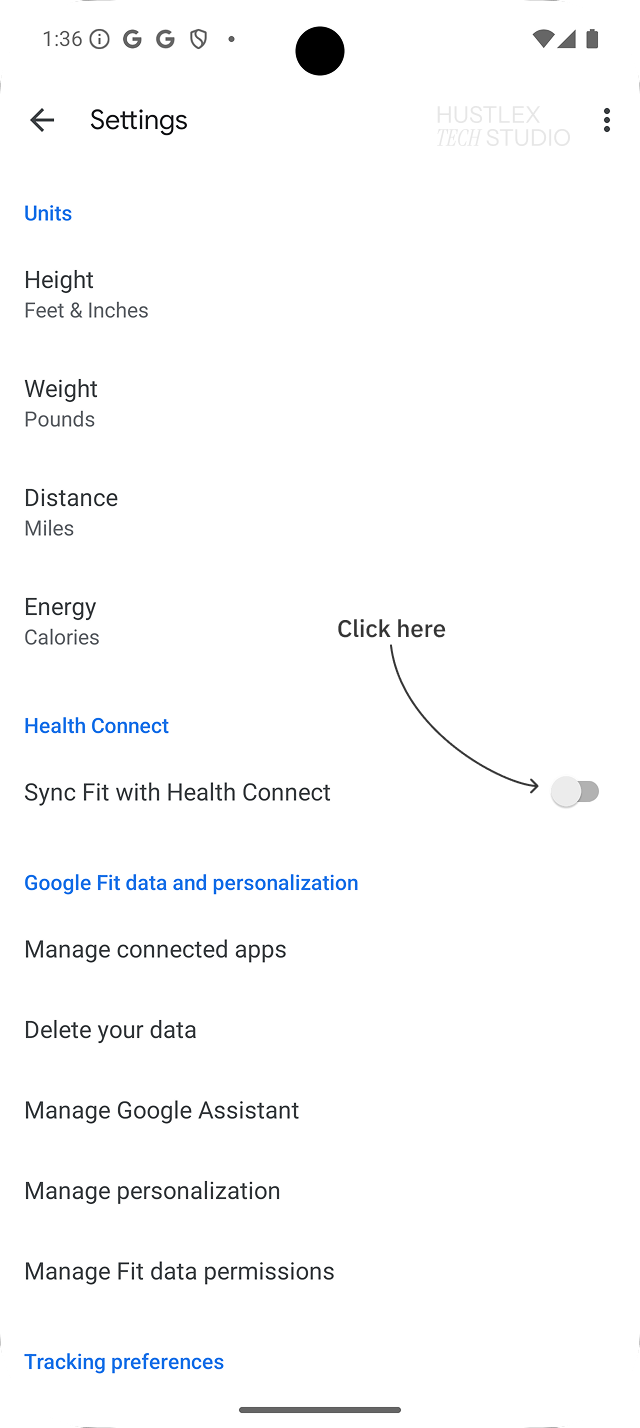 1:36
Settings
HUSTLEX
TECH STUDIO
Units
Height
Feet & Inches
Weight
Pounds
Distance
Miles
Energy
Calories
Click here
Health Connect
Sync Fit with Health Connect
Google Fit data and personalization
Manage connected apps
Delete your data
Manage Google Assistant
Manage personalization
Manage Fit data permissions
Tracking preferences